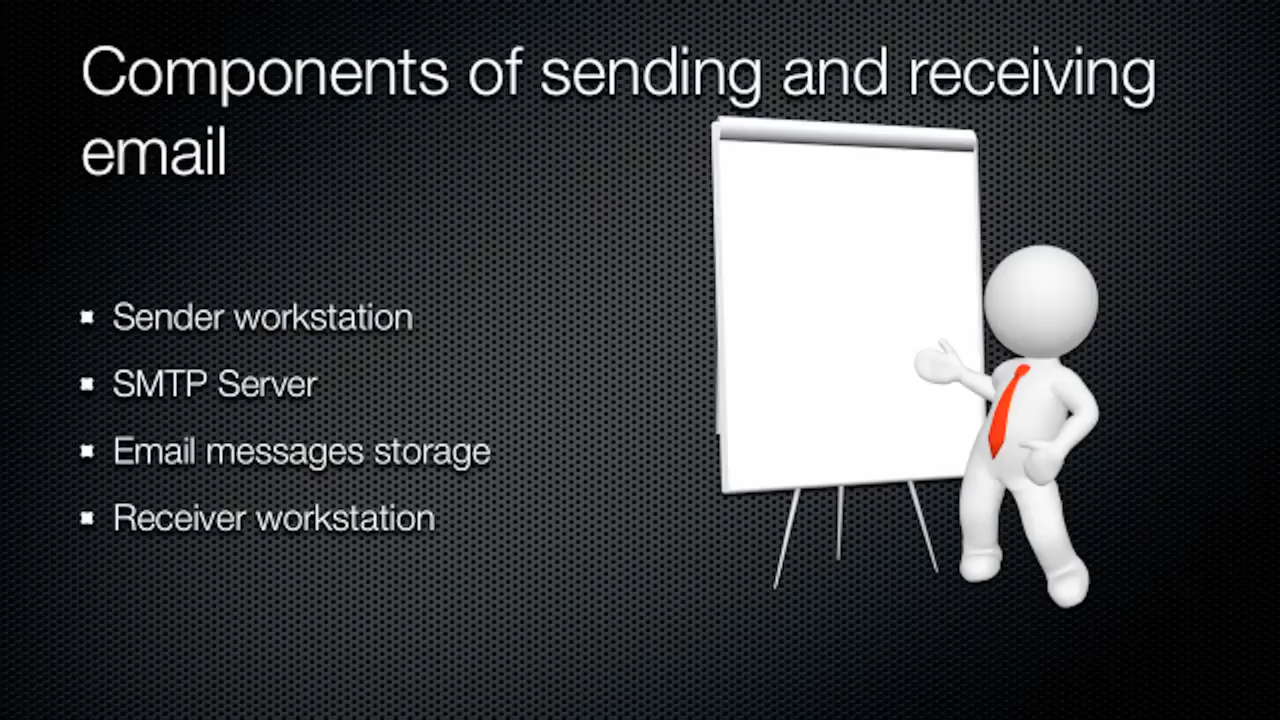 Components of sending and receiving
email
Sender workstation
SMTP Server
Email messages storage
Receiver workstation